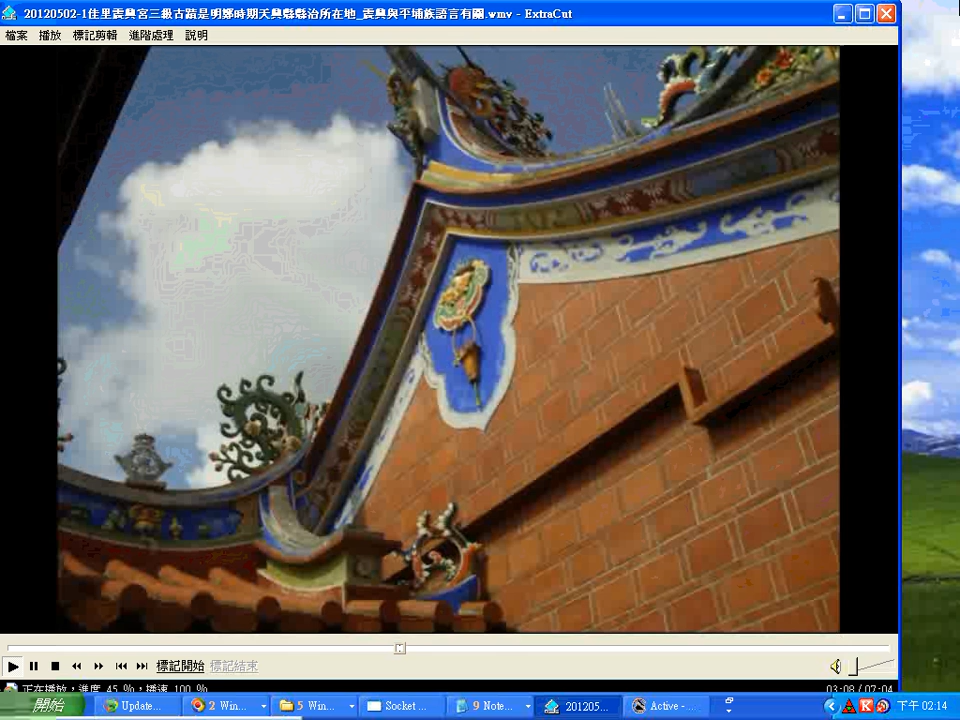 20120502-1佳里震興宮三級古蹟是明鄭時期天興縣縣治所在地_震興與平埔族語言有關.wmv - ExtraCut
檔案 播放 標記剪輯 進階處理 說明
標記開始 標記結束
正在播放，進度 45 %，播速 100 %
03:08 / 07:04
開始 Update... 2 Win... 5 Win... Socket ... 9 Note... 201205... Active - ... 下午 02:14